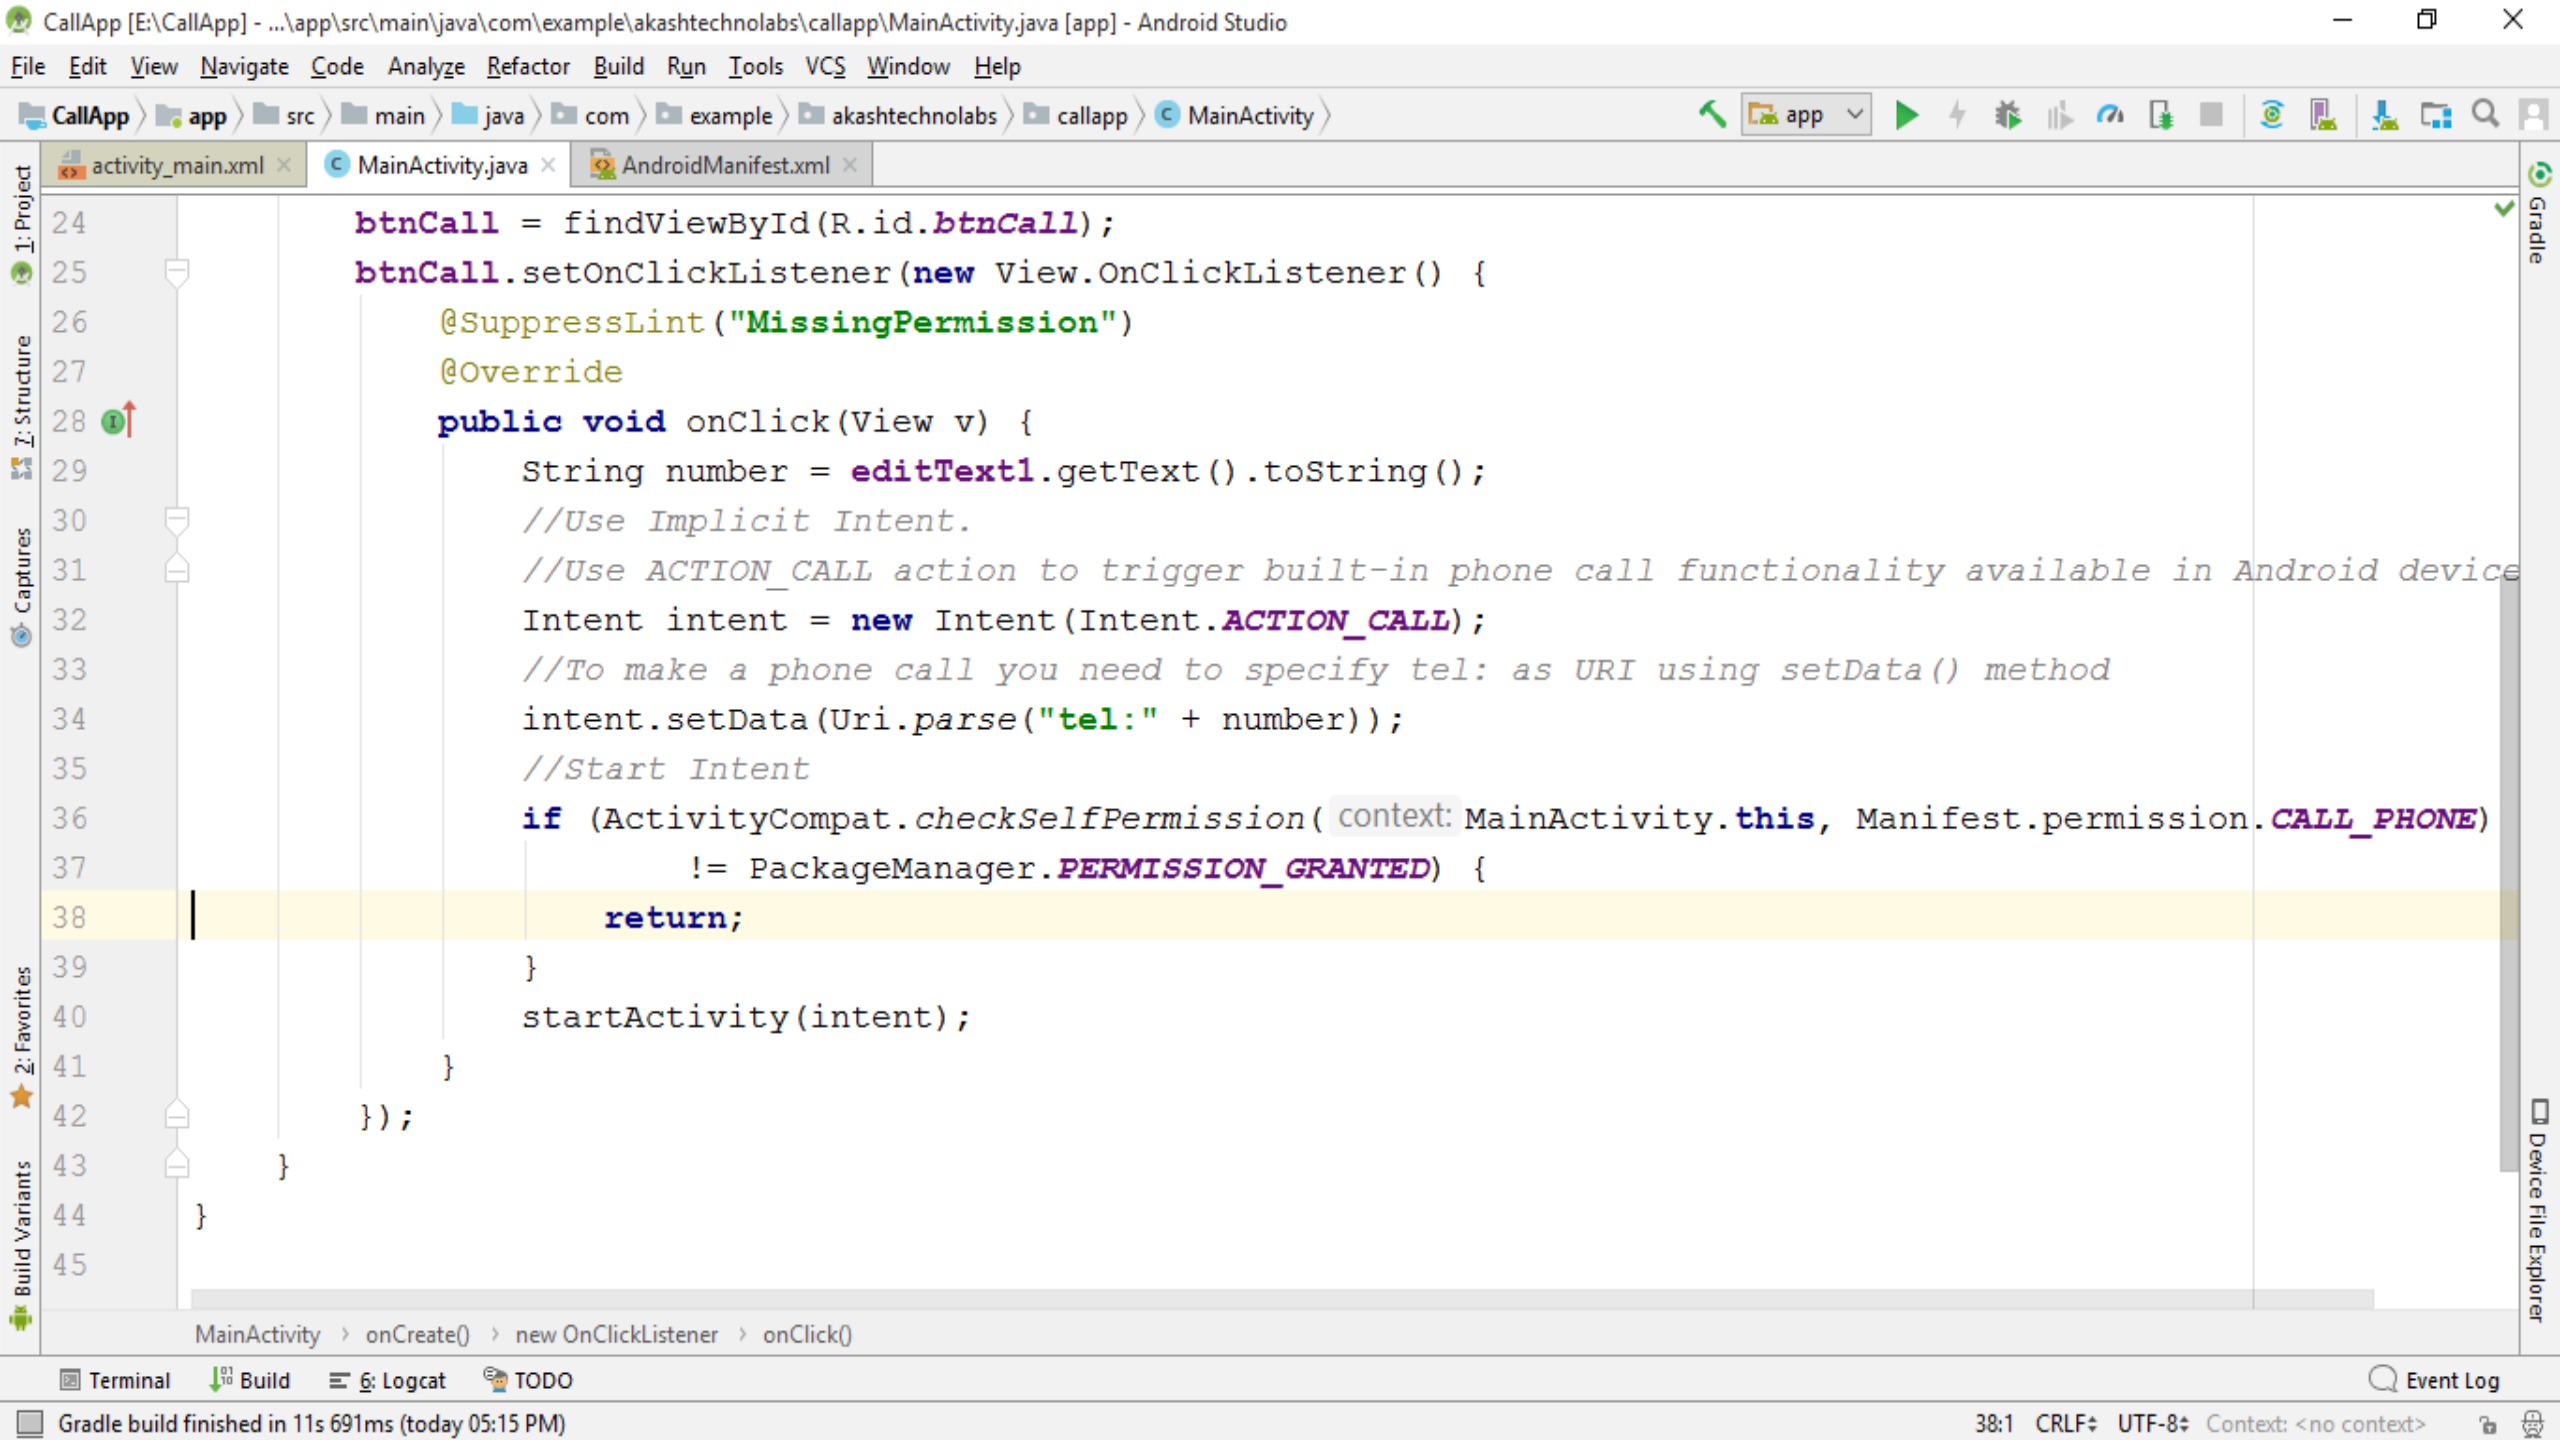 CallApp [E:\CallApp] - ...\app\src\main\java\com\example\akashtechnolabs\callapp\MainActivity.java [app] - Android Studio
File Edit View Navigate Code Analyze Refactor Build Run Tools VCS Window Help
CallApp app src main java com example akashtechnolabs callapp MainActivity app
activity_main.xml MainActivity.java AndroidManifest.xml
24 btnCall = findViewById(R.id.btnCall);
25 btnCall.setOnClickListener(new View.OnClickListener() {
26 @SuppressLint("MissingPermission")
27 @Override
28 public void onClick(View v) {
29 String number = editText1.getText().toString();
30 //Use Implicit Intent.
31 //Use ACTION_CALL action to trigger built-in phone call functionality available in Android device
32 Intent intent = new Intent(Intent.ACTION_CALL);
33 //To make a phone call you need to specify tel: as URI using setData() method
34 intent.setData(Uri.parse("tel:" + number));
35 //Start Intent
36 if (ActivityCompat.checkSelfPermission( context: MainActivity.this, Manifest.permission.CALL_PHONE)
37 != PackageManager.PERMISSION_GRANTED) {
38 return;
39 }
40 startActivity(intent);
41 }
42 });
43 }
44 }
45
1: Project
7: Structure
Captures
2: Favorites
Build Variants
Gradle
Device File Explorer
MainActivity › onCreate() › new OnClickListener › onClick()
Terminal Build 6: Logcat TODO Event Log
Gradle build finished in 11s 691ms (today 05:15 PM) 38:1 CRLF UTF-8 Context: <no context>